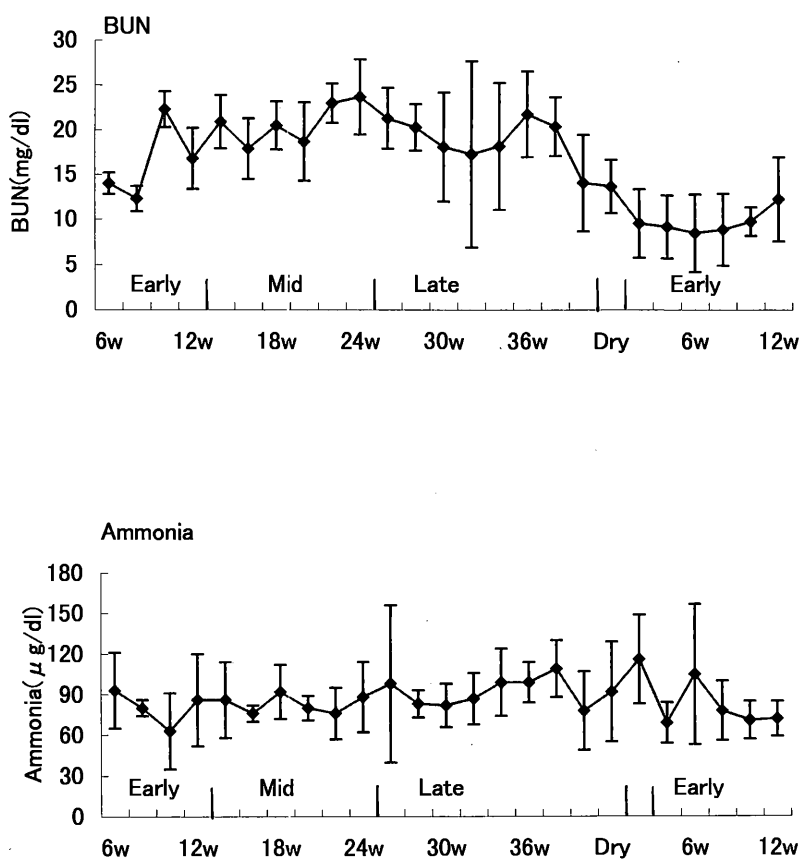 BUN
30
25
20
15
10
5
0
BUN(mg/dl)
Early Mid Late Early
6w 12w 18w 24w 30w 36w Dry 6w 12w
Ammonia
180
150
120
90
60
30
0
Ammonia(μg/dl)
Early Mid Late Early
6w 12w 18w 24w 30w 36w Dry 6w 12w